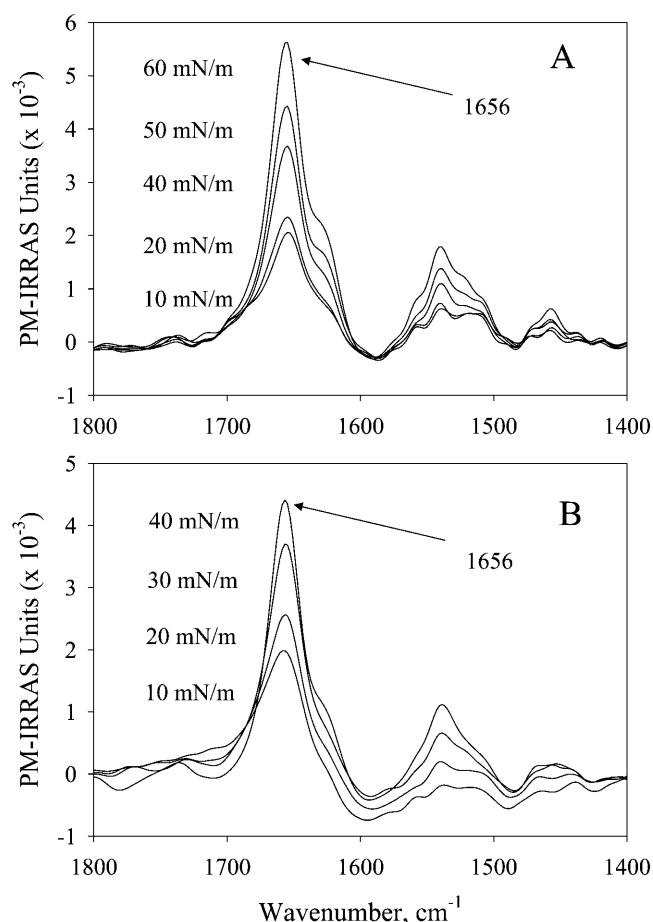 6
A
60 mN/m
5
1656
50 mN/m
4
40 mN/m
3
2
20 mN/m
1
10 mN/m
0
-1
PM-IRRAS Units (x 10⁻³)
1800 1700 1600 1500 1400
5
B
40 mN/m
4
1656
30 mN/m
3
20 mN/m
2
10 mN/m
1
0
-1
PM-IRRAS Units (x 10⁻³)
1800 1700 1600 1500 1400
Wavenumber, cm⁻¹